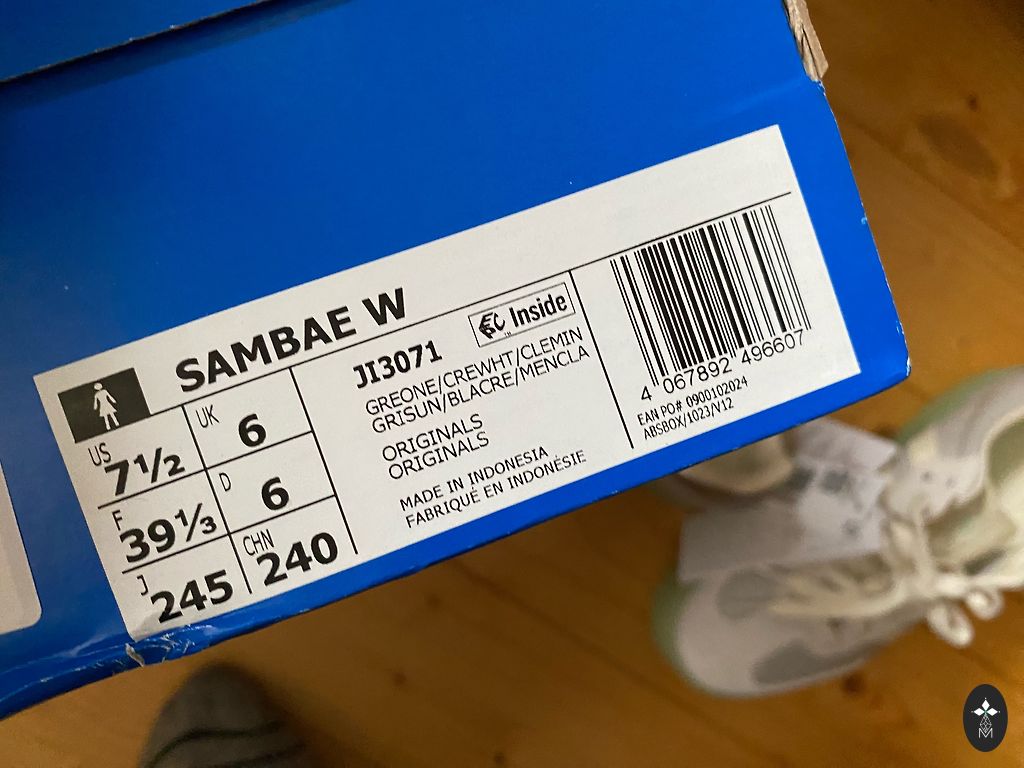 SAMBAE W
US
7½
UK
6
F
39⅓
D
6
J
245
CHN
240
JI3071
Inside
GREONE/CREWHT/CLEMIN
GRISUN/BLACRE/MENCLA
ORIGINALS
ORIGINALS
MADE IN INDONESIA
FABRIQUÉ EN INDONÉSIE
4 067892 496607
EAN PO# 0900102024
ABSBOX/1023/V12
M